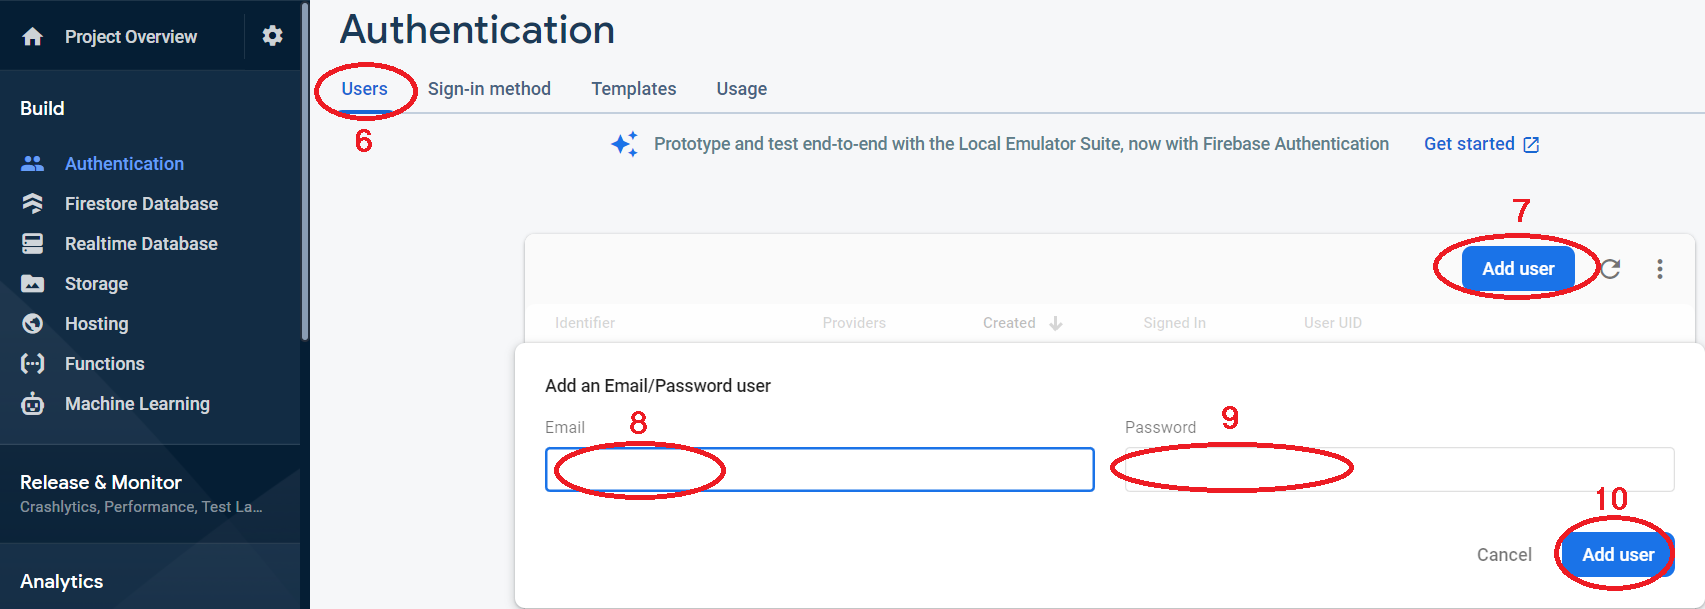 Project Overview
Build
Authentication
Firestore Database
Realtime Database
Storage
Hosting
Functions
Machine Learning
Release & Monitor
Crashlytics, Performance, Test La...
Analytics
Authentication
Users Sign-in method Templates Usage
6
Prototype and test end-to-end with the Local Emulator Suite, now with Firebase Authentication Get started
7
Add user
Identifier Providers Created Signed In User UID
Add an Email/Password user
Email 8 Password 9
10
Cancel Add user